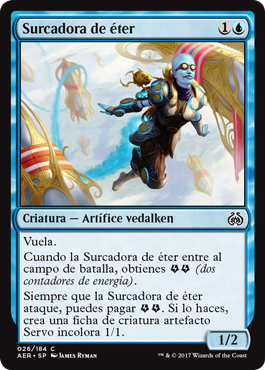 Surcadora de éter 1
Criatura — Artífice vedalken
Vuela.
Cuando la Surcadora de éter entre al
campo de batalla, obtienes (dos
contadores de energía).
Siempre que la Surcadora de éter
ataque, puedes pagar . Si lo haces,
crea una ficha de criatura artefacto
Servo incolora 1/1.
1/2
026/184 C
AER • SP James Ryman
™ & © 2017 Wizards of the Coast